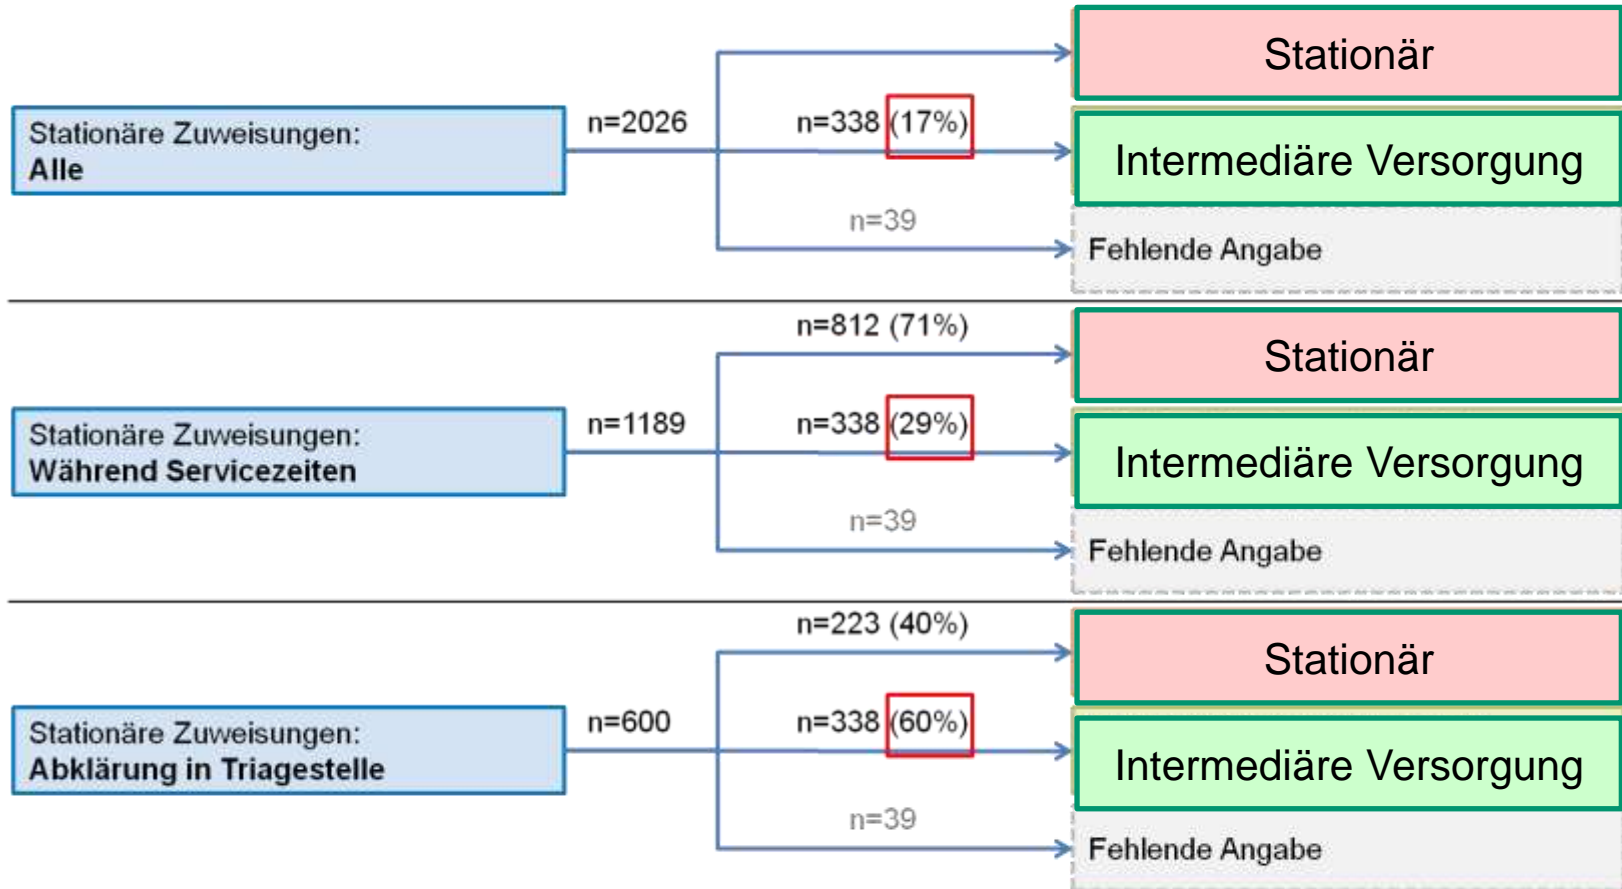 Stationär
Stationäre Zuweisungen:
Alle
n=2026
n=338 (17%)
Intermediäre Versorgung
n=39
Fehlende Angabe
n=812 (71%)
Stationär
Stationäre Zuweisungen:
Während Servicezeiten
n=1189
n=338 (29%)
Intermediäre Versorgung
n=39
Fehlende Angabe
n=223 (40%)
Stationär
Stationäre Zuweisungen:
Abklärung in Triagestelle
n=600
n=338 (60%)
Intermediäre Versorgung
n=39
Fehlende Angabe